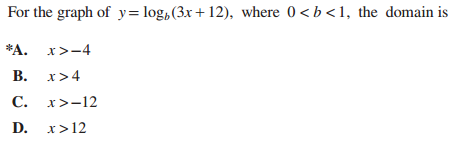 For the graph of y = log_b(3x + 12), where 0 < b < 1, the domain is
*A. x > −4
B. x > 4
C. x > −12
D. x > 12